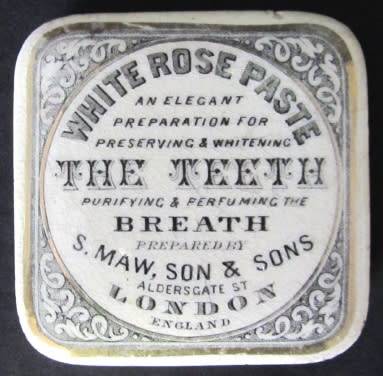 WHITE ROSE PASTE
AN ELEGANT
PREPARATION FOR
PRESERVING & WHITENING
THE TEETH
PURIFYING & PERFUMING THE
BREATH
PREPARED BY
S. MAW, SON & SONS
ALDERSGATE ST
LONDON
ENGLAND